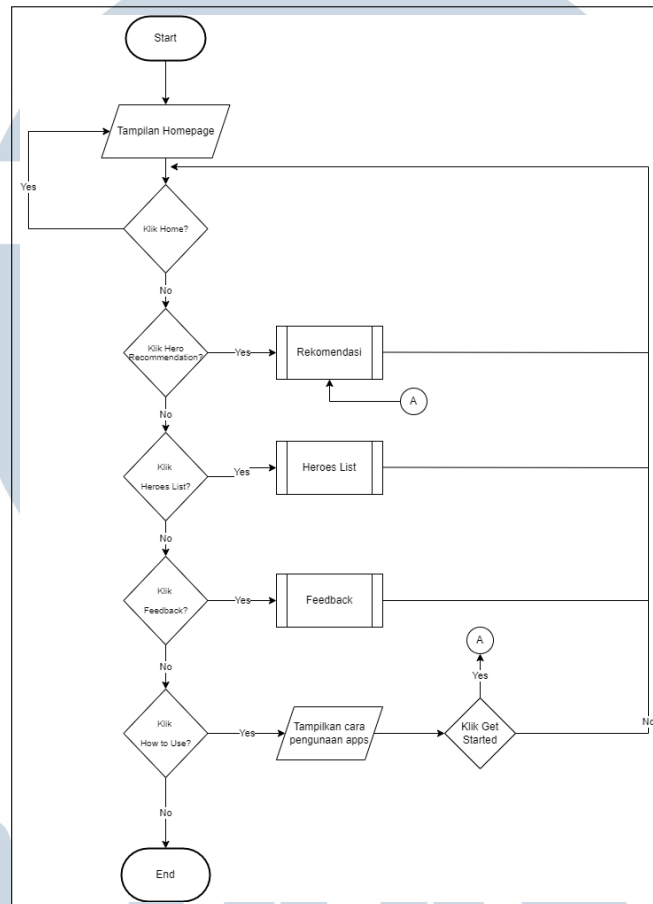 Start
Tampilan Homepage
Yes
Klik Home?
No
Klik Hero
Recommendation?
Yes
Rekomendasi
A
No
Klik
Heroes List?
Yes
Heroes List
No
Klik
Feedback?
Yes
Feedback
A
No
Yes
Klik
How to Use?
Yes
Tampilkan cara
pengunaan apps
Klik Get
Started
No
No
End